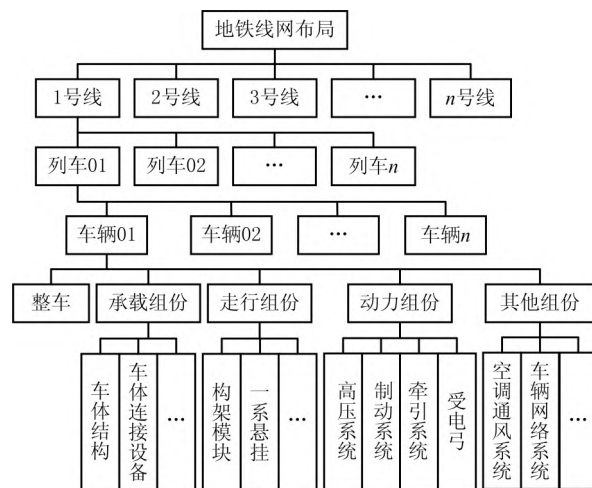 地铁线网布局
1号线
2号线
3号线
…
n号线
列车01
列车02
…
列车n
车辆01
车辆02
…
车辆n
整车
承载组份
走行组份
动力组份
其他组份
车体结构
车体连接设备
…
构架模块
一系悬挂
…
高压系统
制动系统
牵引系统
受电弓
空调通风系统
车辆网络系统
…